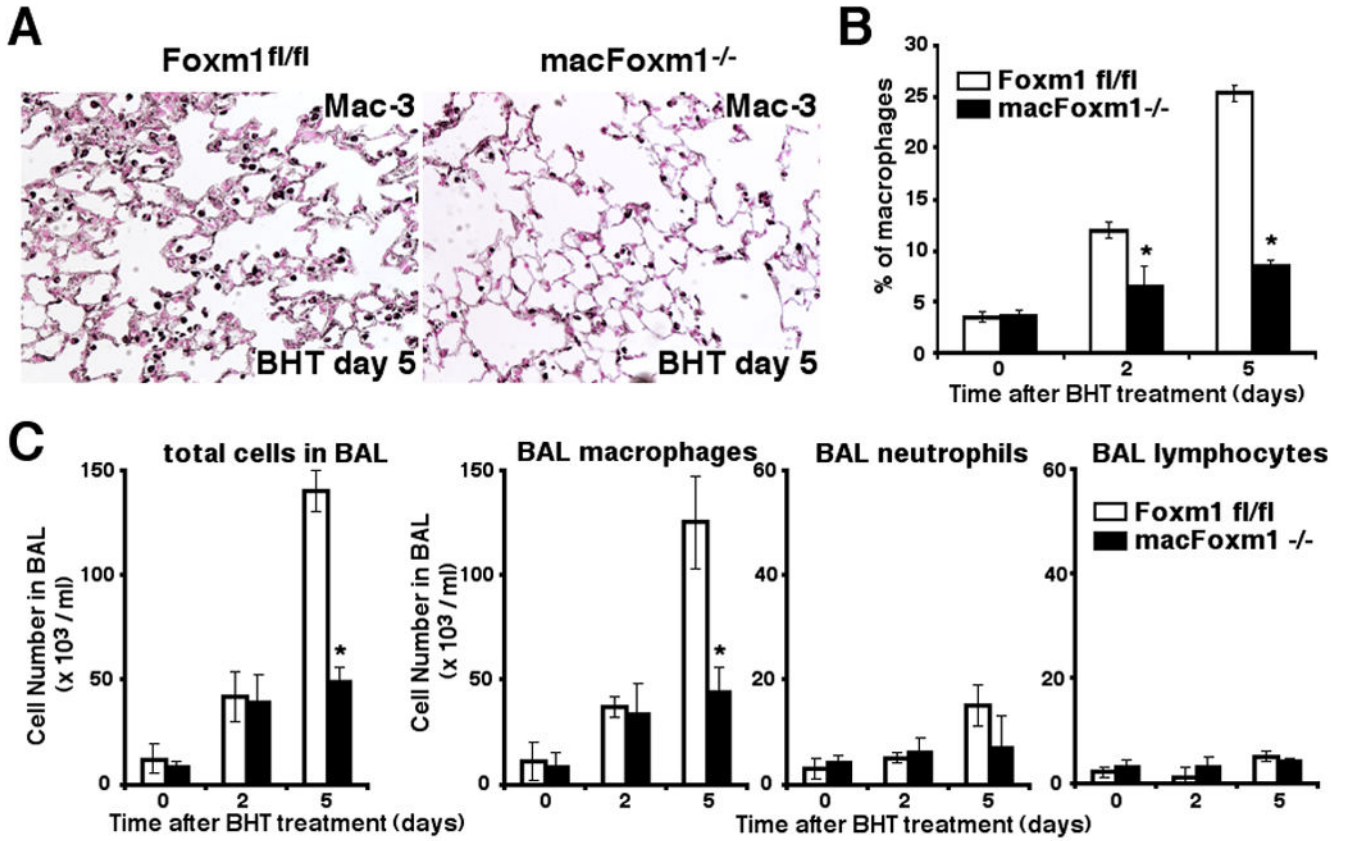 A
Foxm1fl/fl
macFoxm1-/-
Mac-3
Mac-3
BHT day 5
BHT day 5
B
30
25
20
15
10
5
0
% of macrophages
Foxm1 fl/fl
macFoxm1-/-
*
*
0 2 5
Time after BHT treatment (days)
C
total cells in BAL
150
100
50
0
Cell Number in BAL
(x 10³ / ml)
*
0 2 5
Time after BHT treatment (days)
BAL macrophages
150
100
50
0
Cell Number in BAL
(x 10³ / ml)
*
0 2 5
BAL neutrophils
60
40
20
0
0 2 5
Time after BHT treatment (days)
BAL lymphocytes
60
40
20
0
Foxm1 fl/fl
macFoxm1 -/-
0 2 5